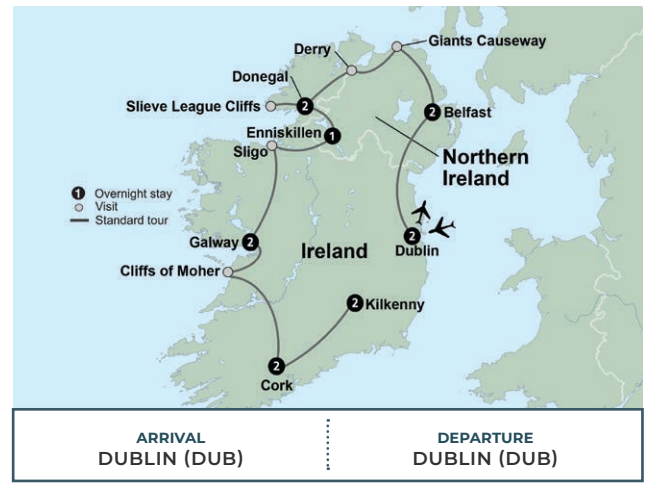 Giants Causeway
Derry
Donegal
2
Slieve League Cliffs
2
Belfast
Enniskillen
1
Sligo
Northern
Ireland
1
Overnight stay
Visit
Standard tour
Galway
2
Ireland
2
Dublin
Cliffs of Moher
2
Kilkenny
2
Cork
ARRIVAL
DUBLIN (DUB)
DEPARTURE
DUBLIN (DUB)